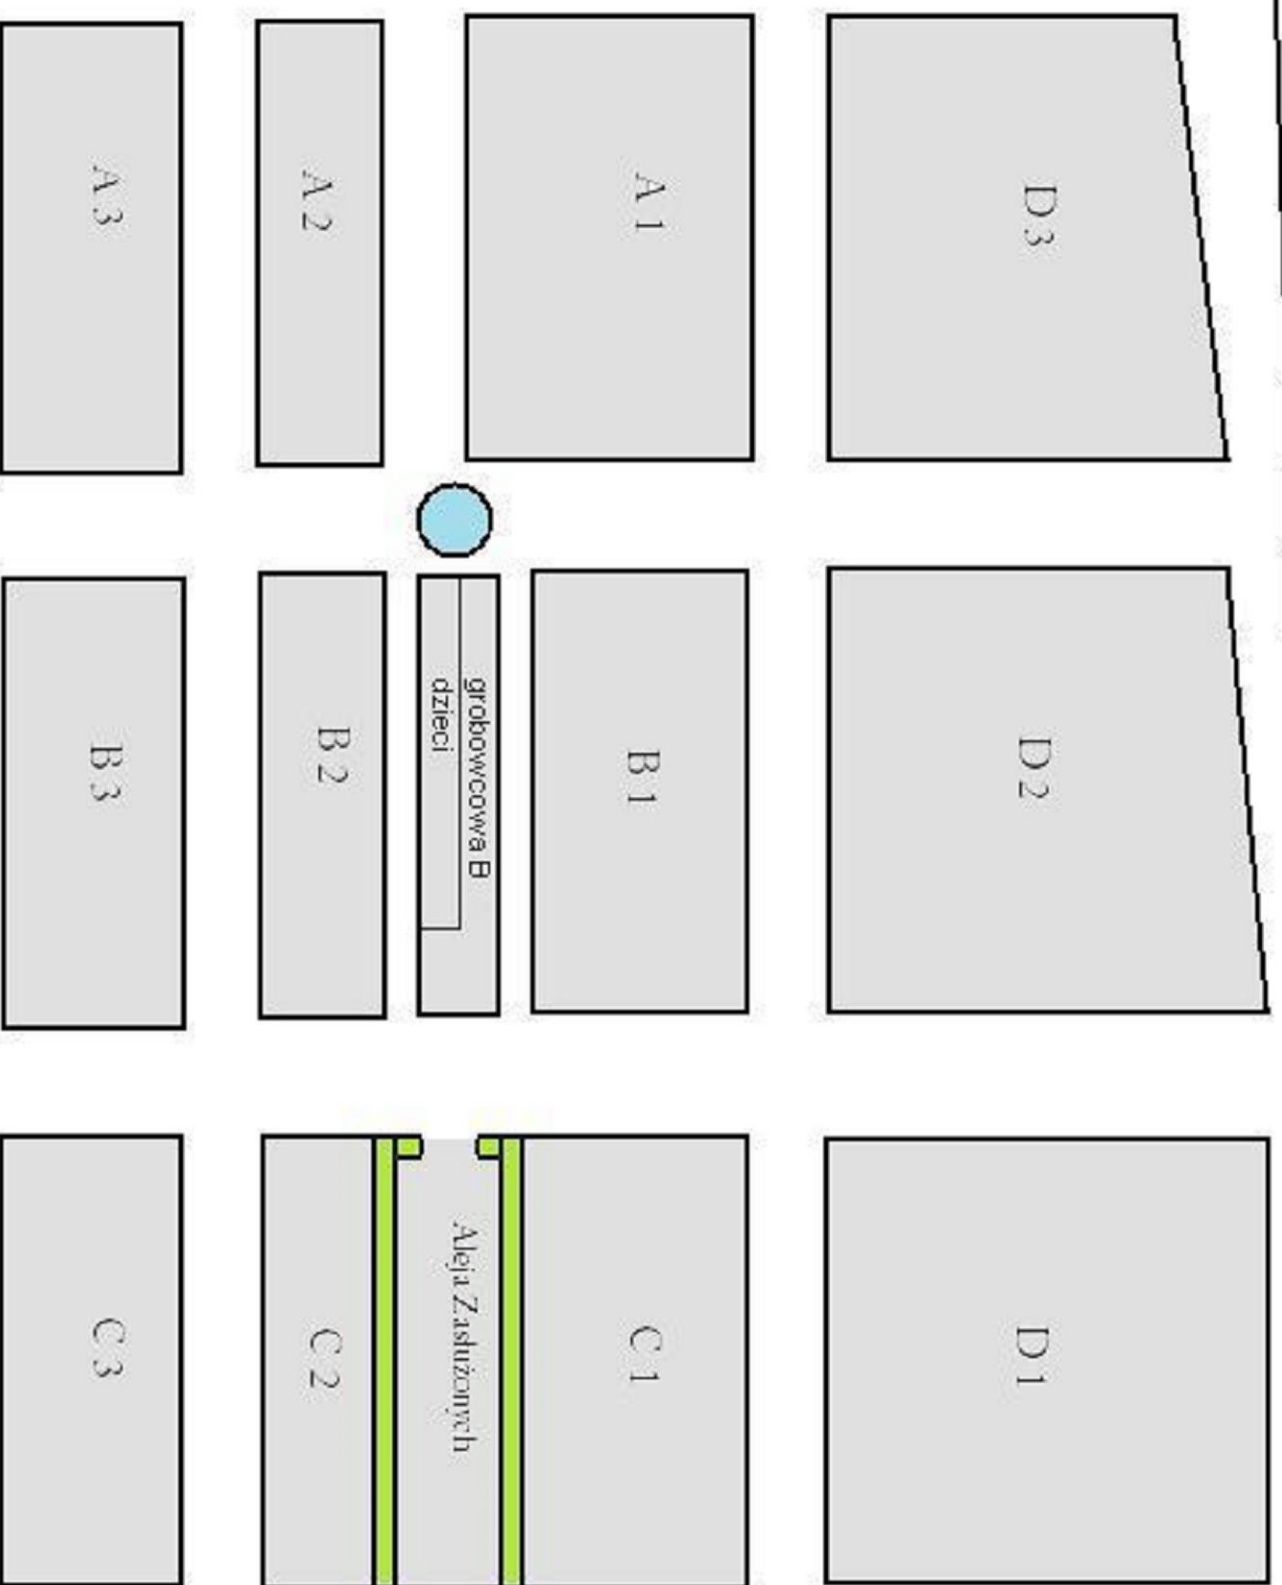 A 3
A 2
A 1
D 3
B 3
B 2
dzieci
grobowcowa B
B 1
D 2
C 3
C 2
Aleja Zasłużonych
C 1
D 1